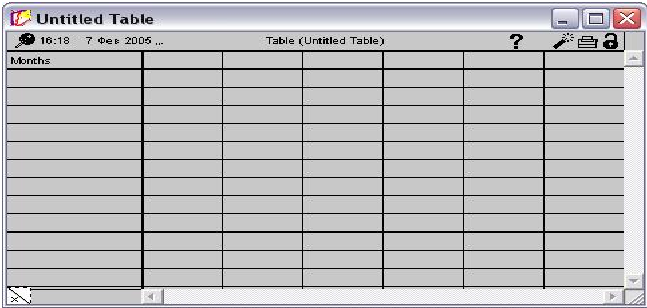 Untitled Table
16:18 7 Фев 2005 ... Table (Untitled Table) ?
Months